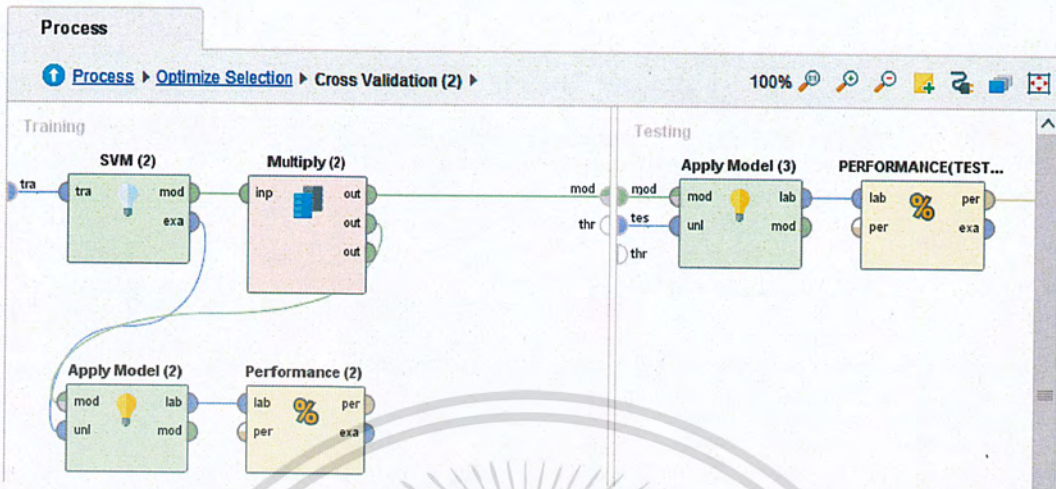 Process
Process ▸ Optimize Selection ▸ Cross Validation (2) ▸
100%
Training
Testing
SVM (2)
Multiply (2)
Apply Model (3)
PERFORMANCE(TEST...
tra
tra
mod
exa
inp
out
out
out
mod
thr
mod
tes
thr
mod
unl
lab
mod
lab
per
per
exa
Apply Model (2)
Performance (2)
mod
unl
lab
mod
lab
per
per
exa